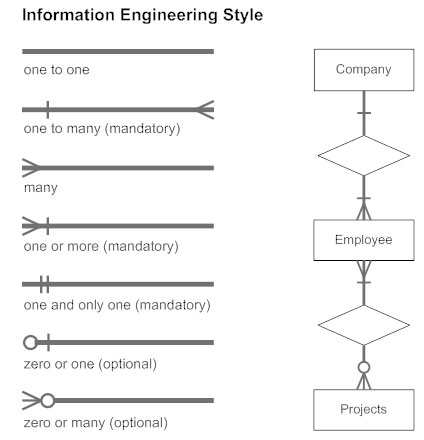 Information Engineering Style
one to one
one to many (mandatory)
many
one or more (mandatory)
one and only one (mandatory)
zero or one (optional)
zero or many (optional)
Company
Employee
Projects